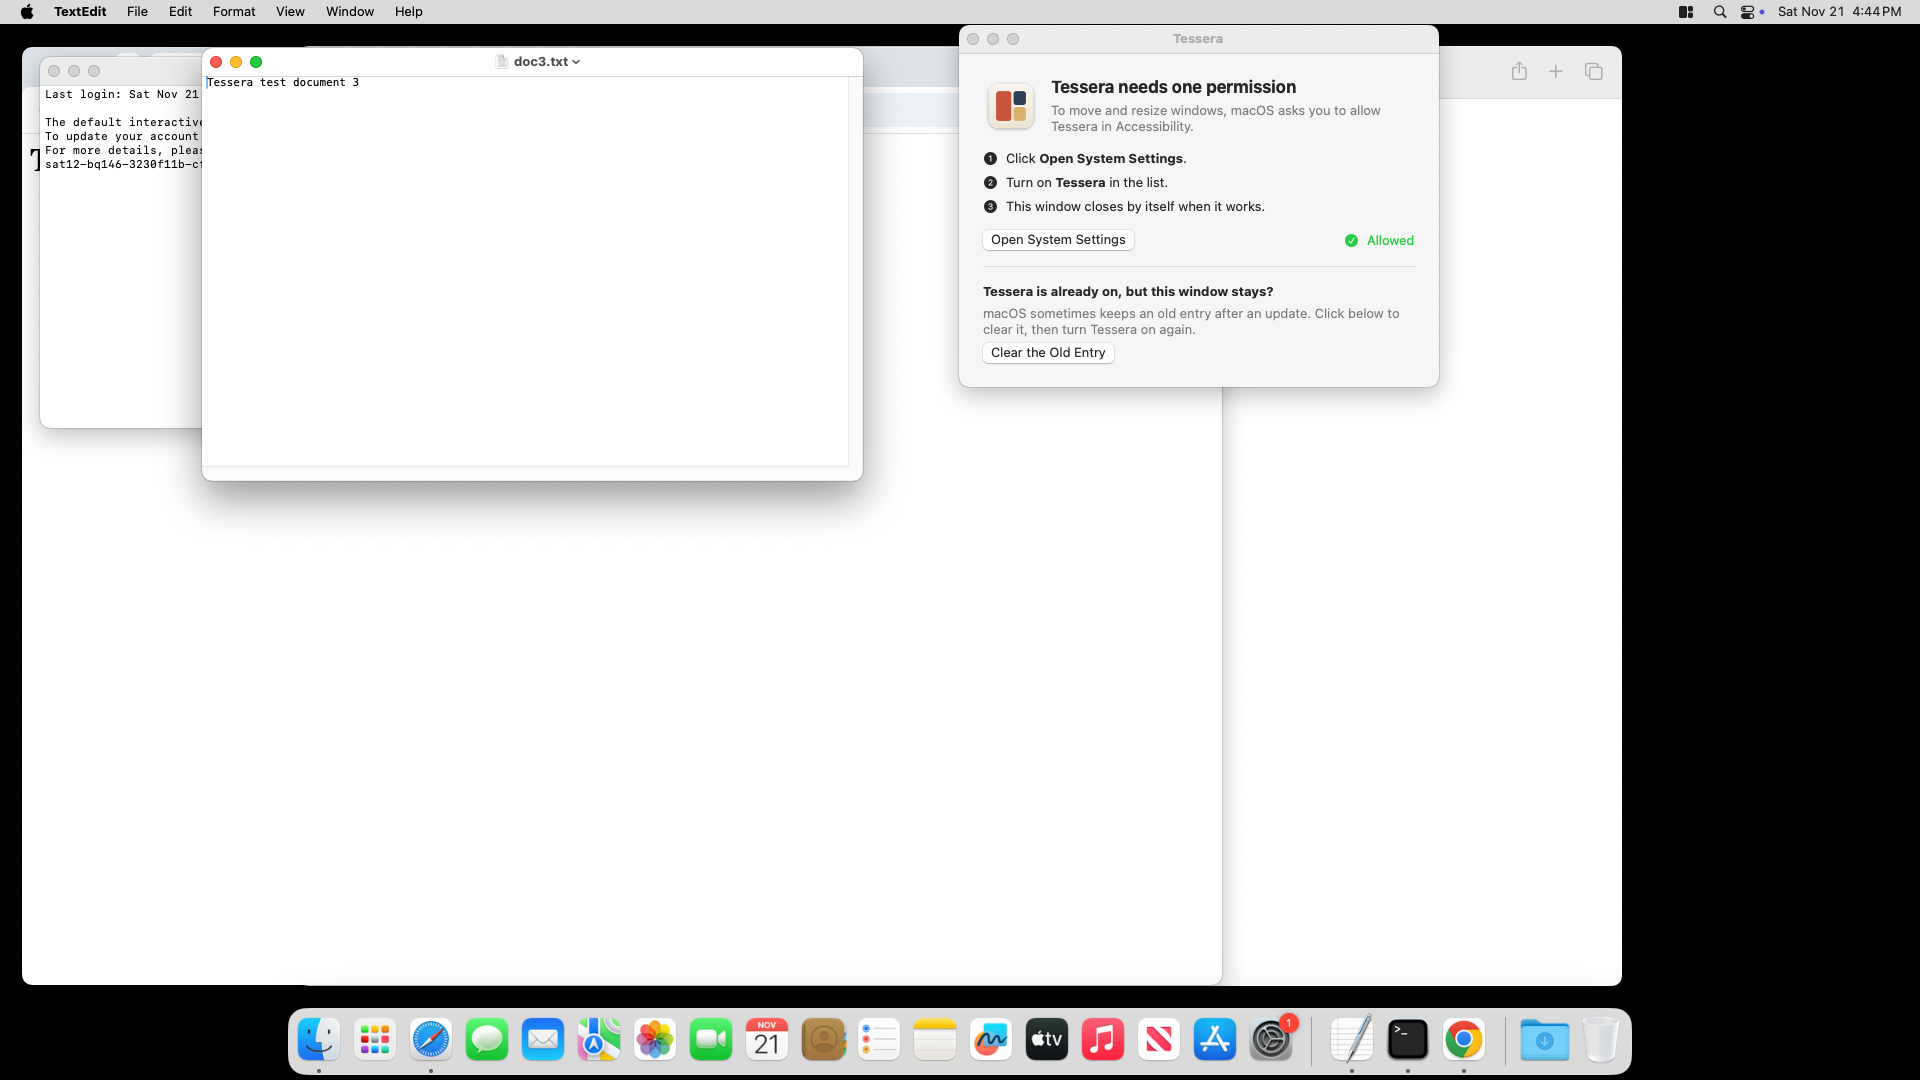 TextEdit File Edit Format View Window Help
Sat Nov 21 4:44 PM
Last login: Sat Nov 21
The default interactive
To update your account
For more details, pleas
sat12-bq146-3230f11b-c
T
doc3.txt
Tessera test document 3
Tessera
Tessera needs one permission
To move and resize windows, macOS asks you to allow
Tessera in Accessibility.
1 Click Open System Settings.
2 Turn on Tessera in the list.
3 This window closes by itself when it works.
Open System Settings
Allowed
Tessera is already on, but this window stays?
macOS sometimes keeps an old entry after an update. Click below to
clear it, then turn Tessera on again.
Clear the Old Entry
NOV
21
tv
1
>_